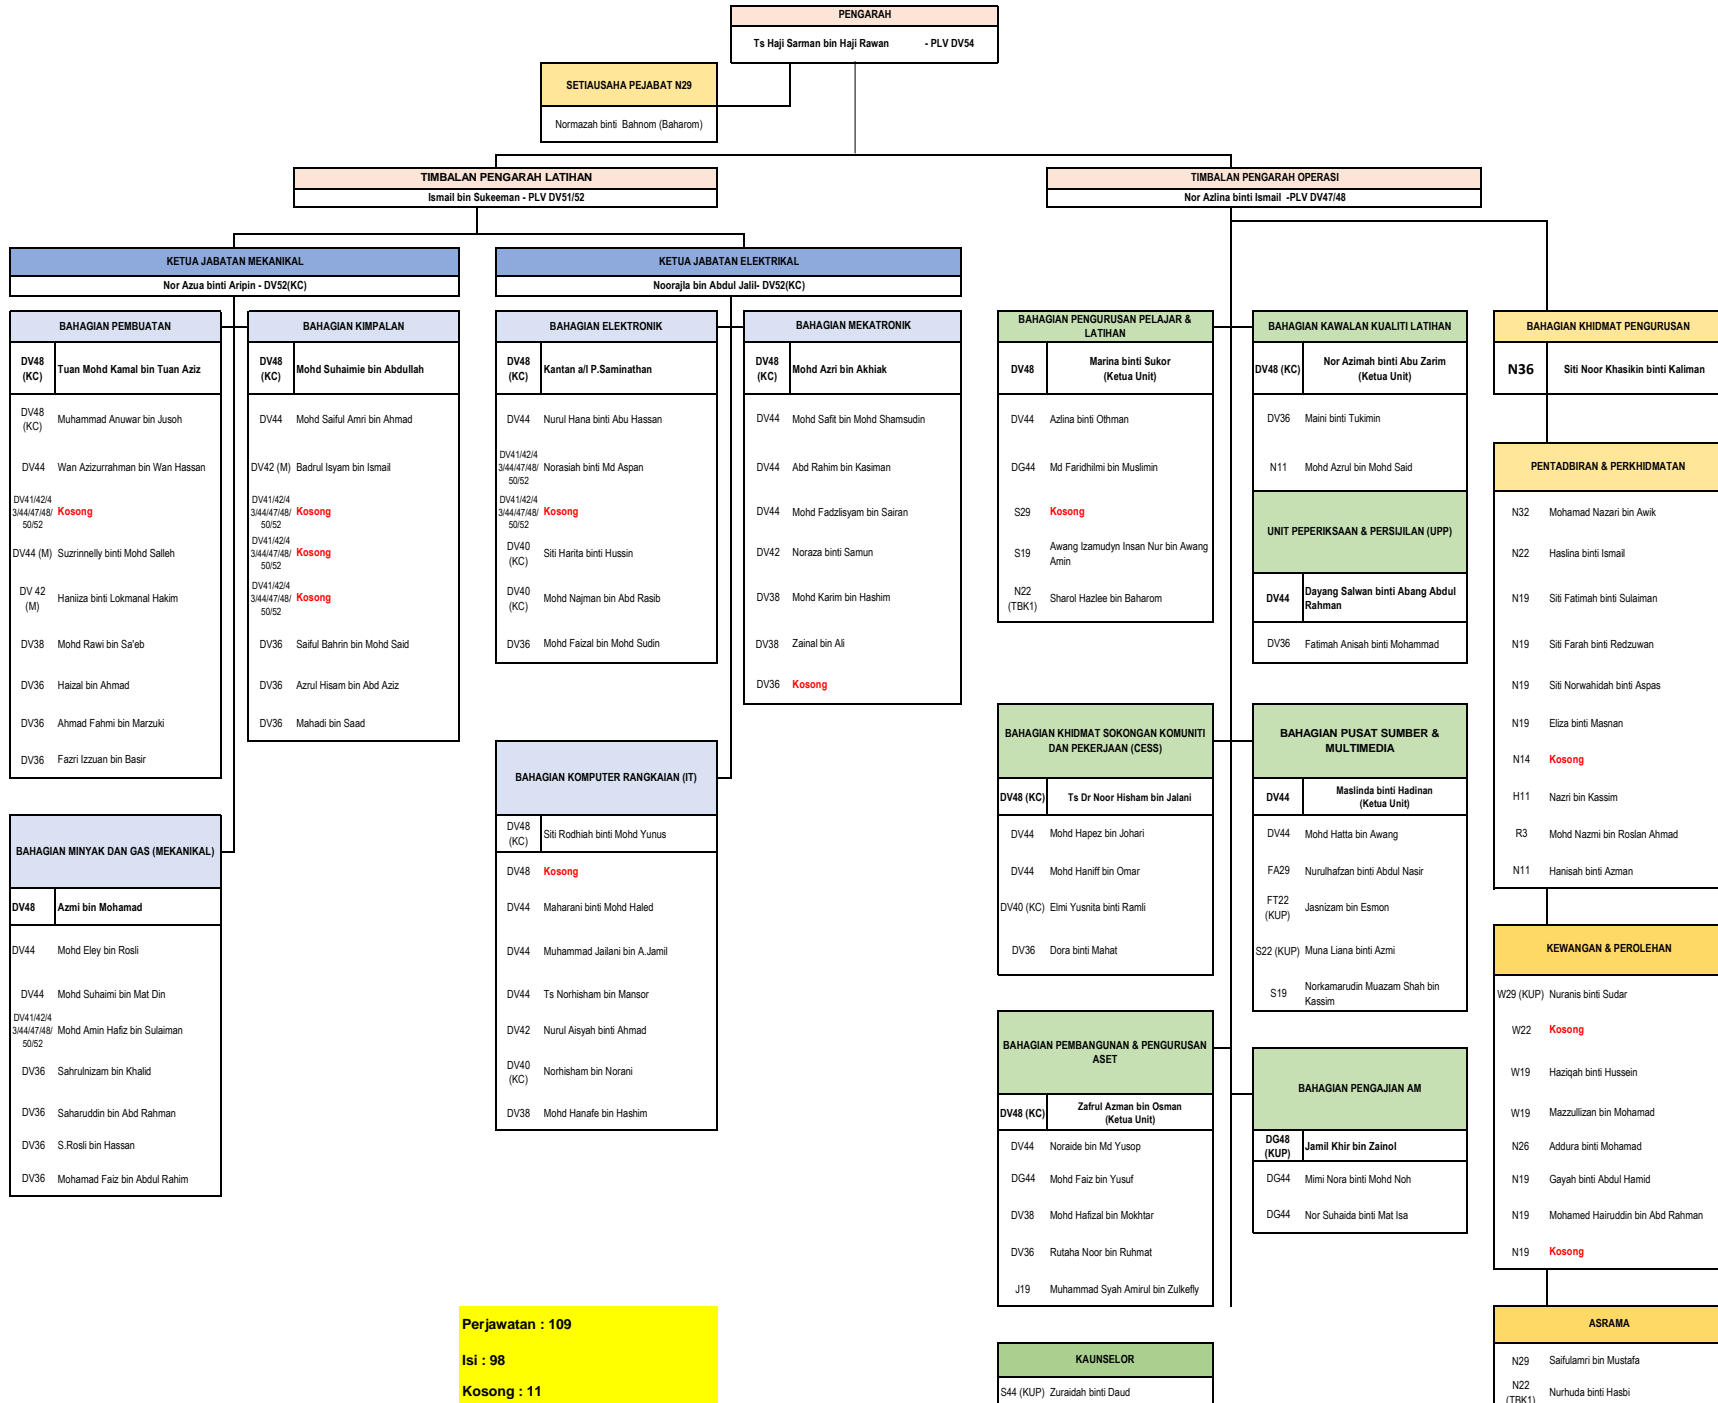 PENGARAH
Ts Haji Sarman bin Haji Rawan - PLV DV54
SETIAUSAHA PEJABAT N29
Normazah binti Bahnom (Baharom)
TIMBALAN PENGARAH LATIHAN
Ismail bin Sukeeman - PLV DV51/52
TIMBALAN PENGARAH OPERASI
Nor Azlina binti Ismail -PLV DV47/48
KETUA JABATAN MEKANIKAL
Nor Azua binti Aripin - DV52(KC)
KETUA JABATAN ELEKTRIKAL
Noorajla bin Abdul Jalil- DV52(KC)
BAHAGIAN PEMBUATAN
DV48
(KC)
Tuan Mohd Kamal bin Tuan Aziz
DV48
(KC)
Muhammad Anuwar bin Jusoh
DV44 Wan Azizurrahman bin Wan Hassan
DV41/42/4
3/44/47/48/
50/52
Kosong
DV44 (M) Suzrinnelly binti Mohd Salleh
DV 42
(M)
Haniiza binti Lokmanal Hakim
DV38 Mohd Rawi bin Sa'eb
DV36 Haizal bin Ahmad
DV36 Ahmad Fahmi bin Marzuki
DV36 Fazri Izzuan bin Basir
BAHAGIAN KIMPALAN
DV48
(KC)
Mohd Suhaimie bin Abdullah
DV44 Mohd Saiful Amri bin Ahmad
DV42 (M) Badrul Isyam bin Ismail
DV41/42/4
3/44/47/48/
50/52
Kosong
DV41/42/4
3/44/47/48/
50/52
Kosong
DV41/42/4
3/44/47/48/
50/52
Kosong
DV36 Saiful Bahrin bin Mohd Said
DV36 Azrul Hisam bin Abd Aziz
DV36 Mahadi bin Saad
BAHAGIAN MINYAK DAN GAS (MEKANIKAL)
DV48 Azmi bin Mohamad
DV44 Mohd Eley bin Rosli
DV44 Mohd Suhaimi bin Mat Din
DV41/42/4
3/44/47/48/
50/52
Mohd Amin Hafiz bin Sulaiman
DV36 Sahrulnizam bin Khalid
DV36 Saharuddin bin Abd Rahman
DV36 S.Rosli bin Hassan
DV36 Mohamad Faiz bin Abdul Rahim
BAHAGIAN ELEKTRONIK
DV48
(KC)
Kantan a/l P.Saminathan
DV44 Nurul Hana binti Abu Hassan
DV41/42/4
3/44/47/48/
50/52
Norasiah binti Md Aspan
DV41/42/4
3/44/47/48/
50/52
Kosong
DV40
(KC)
Siti Harita binti Hussin
DV40
(KC)
Mohd Najman bin Abd Rasib
DV36 Mohd Faizal bin Mohd Sudin
BAHAGIAN MEKATRONIK
DV48
(KC)
Mohd Azri bin Akhiak
DV44 Mohd Safit bin Mohd Shamsudin
DV44 Abd Rahim bin Kasiman
DV44 Mohd Fadzlisyam bin Sairan
DV42 Noraza binti Samun
DV38 Mohd Karim bin Hashim
DV38 Zainal bin Ali
DV36 Kosong
BAHAGIAN KOMPUTER RANGKAIAN (IT)
DV48
(KC)
Siti Rodhiah binti Mohd Yunus
DV48 Kosong
DV44 Maharani binti Mohd Haled
DV44 Muhammad Jailani bin A.Jamil
DV44 Ts Norhisham bin Mansor
DV42 Nurul Aisyah binti Ahmad
DV40
(KC)
Norhisham bin Norani
DV38 Mohd Hanafe bin Hashim
Perjawatan : 109
Isi : 98
Kosong : 11
BAHAGIAN PENGURUSAN PELAJAR &
LATIHAN
DV48
Marina binti Sukor
(Ketua Unit)
DV44 Azlina binti Othman
DG44 Md Faridhilmi bin Muslimin
S29 Kosong
S19
Awang Izamudyn Insan Nur bin Awang
Amin
N22
(TBK1)
Sharol Hazlee bin Baharom
BAHAGIAN KAWALAN KUALITI LATIHAN
DV48 (KC)
Nor Azimah binti Abu Zarim
(Ketua Unit)
DV36 Maini binti Tukimin
N11 Mohd Azrul bin Mohd Said
UNIT PEPERIKSAAN & PERSIJILAN (UPP)
DV44
Dayang Salwan binti Abang Abdul
Rahman
DV36 Fatimah Anisah binti Mohammad
BAHAGIAN KHIDMAT SOKONGAN KOMUNITI
DAN PEKERJAAN (CESS)
DV48 (KC) Ts Dr Noor Hisham bin Jalani
DV44 Mohd Hapez bin Johari
DV44 Mohd Haniff bin Omar
DV40 (KC) Elmi Yusnita binti Ramli
DV36 Dora binti Mahat
BAHAGIAN PUSAT SUMBER &
MULTIMEDIA
DV44
Maslinda binti Hadinan
(Ketua Unit)
DV44 Mohd Hatta bin Awang
FA29 Nurulhafzan binti Abdul Nasir
FT22
(KUP)
Jasnizam bin Esmon
S22 (KUP) Muna Liana binti Azmi
S19
Norkamarudin Muazam Shah bin
Kassim
BAHAGIAN PEMBANGUNAN & PENGURUSAN
ASET
DV48 (KC)
Zafrul Azman bin Osman
(Ketua Unit)
DV44 Noraide bin Md Yusop
DG44 Mohd Faiz bin Yusuf
DV38 Mohd Hafizal bin Mokhtar
DV36 Rutaha Noor bin Ruhmat
J19 Muhammad Syah Amirul bin Zulkefly
BAHAGIAN PENGAJIAN AM
DG48
(KUP)
Jamil Khir bin Zainol
DG44 Mimi Nora binti Mohd Noh
DG44 Nor Suhaida binti Mat Isa
KAUNSELOR
S44 (KUP) Zuraidah binti Daud
BAHAGIAN KHIDMAT PENGURUSAN
N36 Siti Noor Khasikin binti Kaliman
PENTADBIRAN & PERKHIDMATAN
N32 Mohamad Nazari bin Awik
N22 Haslina binti Ismail
N19 Siti Fatimah binti Sulaiman
N19 Siti Farah binti Redzuwan
N19 Siti Norwahidah binti Aspas
N19 Eliza binti Masnan
N14 Kosong
H11 Nazri bin Kassim
R3 Mohd Nazmi bin Roslan Ahmad
N11 Hanisah binti Azman
KEWANGAN & PEROLEHAN
W29 (KUP) Nuranis binti Sudar
W22 Kosong
W19 Haziqah binti Hussein
W19 Mazzullizan bin Mohamad
N26 Addura binti Mohamad
N19 Gayah binti Abdul Hamid
N19 Mohamed Hairuddin bin Abd Rahman
N19 Kosong
ASRAMA
N29 Saifulamri bin Mustafa
N22
(TBK1)
Nurhuda binti Hasbi